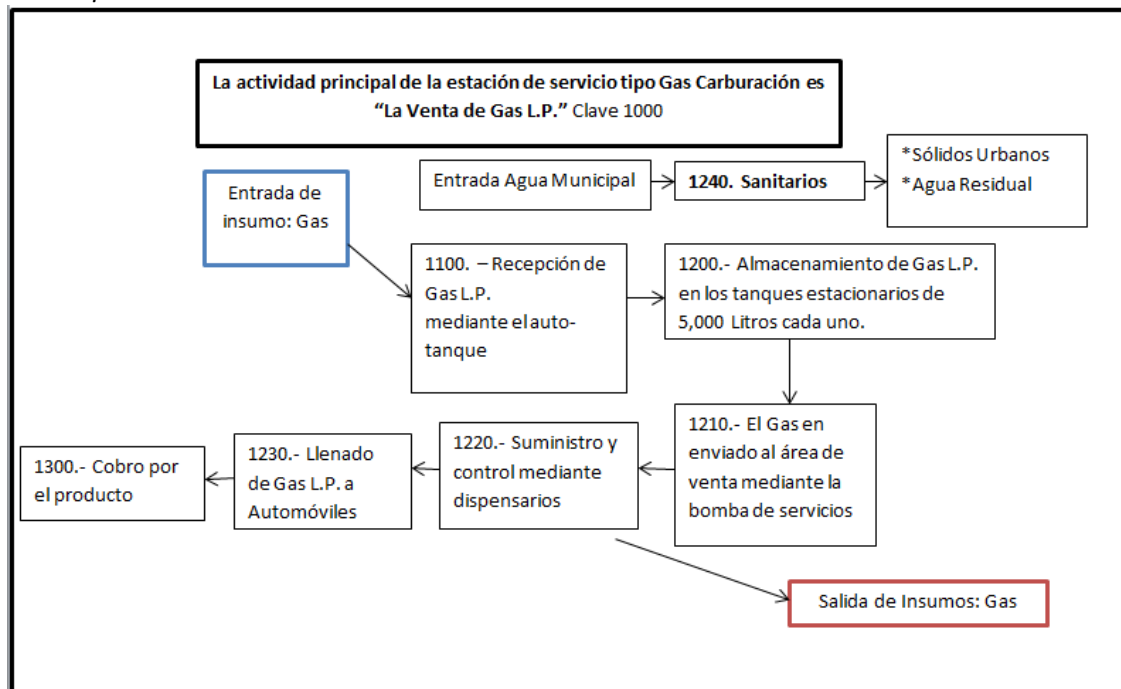 La actividad principal de la estación de servicio tipo Gas Carburación es
“La Venta de Gas L.P.” Clave 1000
Entrada de
insumo: Gas
Entrada Agua Municipal
1240. Sanitarios
*Sólidos Urbanos
*Agua Residual
1100. – Recepción de
Gas L.P.
mediante el auto-
tanque
1200.- Almacenamiento de Gas L.P.
en los tanques estacionarios de
5,000 Litros cada uno.
1210.- El Gas en
enviado al área de
venta mediante la
bomba de servicios
1220.- Suministro y
control mediante
dispensarios
1230.- Llenado
de Gas L.P. a
Automóviles
1300.- Cobro por
el producto
Salida de Insumos: Gas